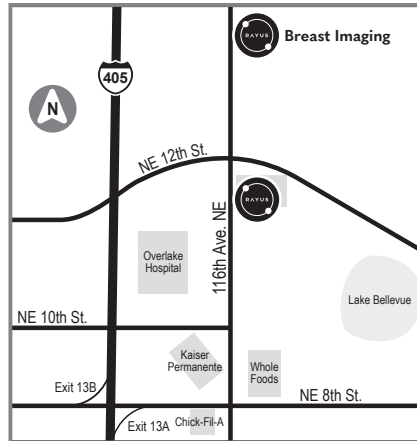 RAYUS
Breast Imaging
405
N
NE 12th St.
RAYUS
116th Ave. NE
Overlake
Hospital
Lake Bellevue
NE 10th St.
Kaiser
Permanente
Whole
Foods
Exit 13B
NE 8th St.
Exit 13A
Chick-Fil-A